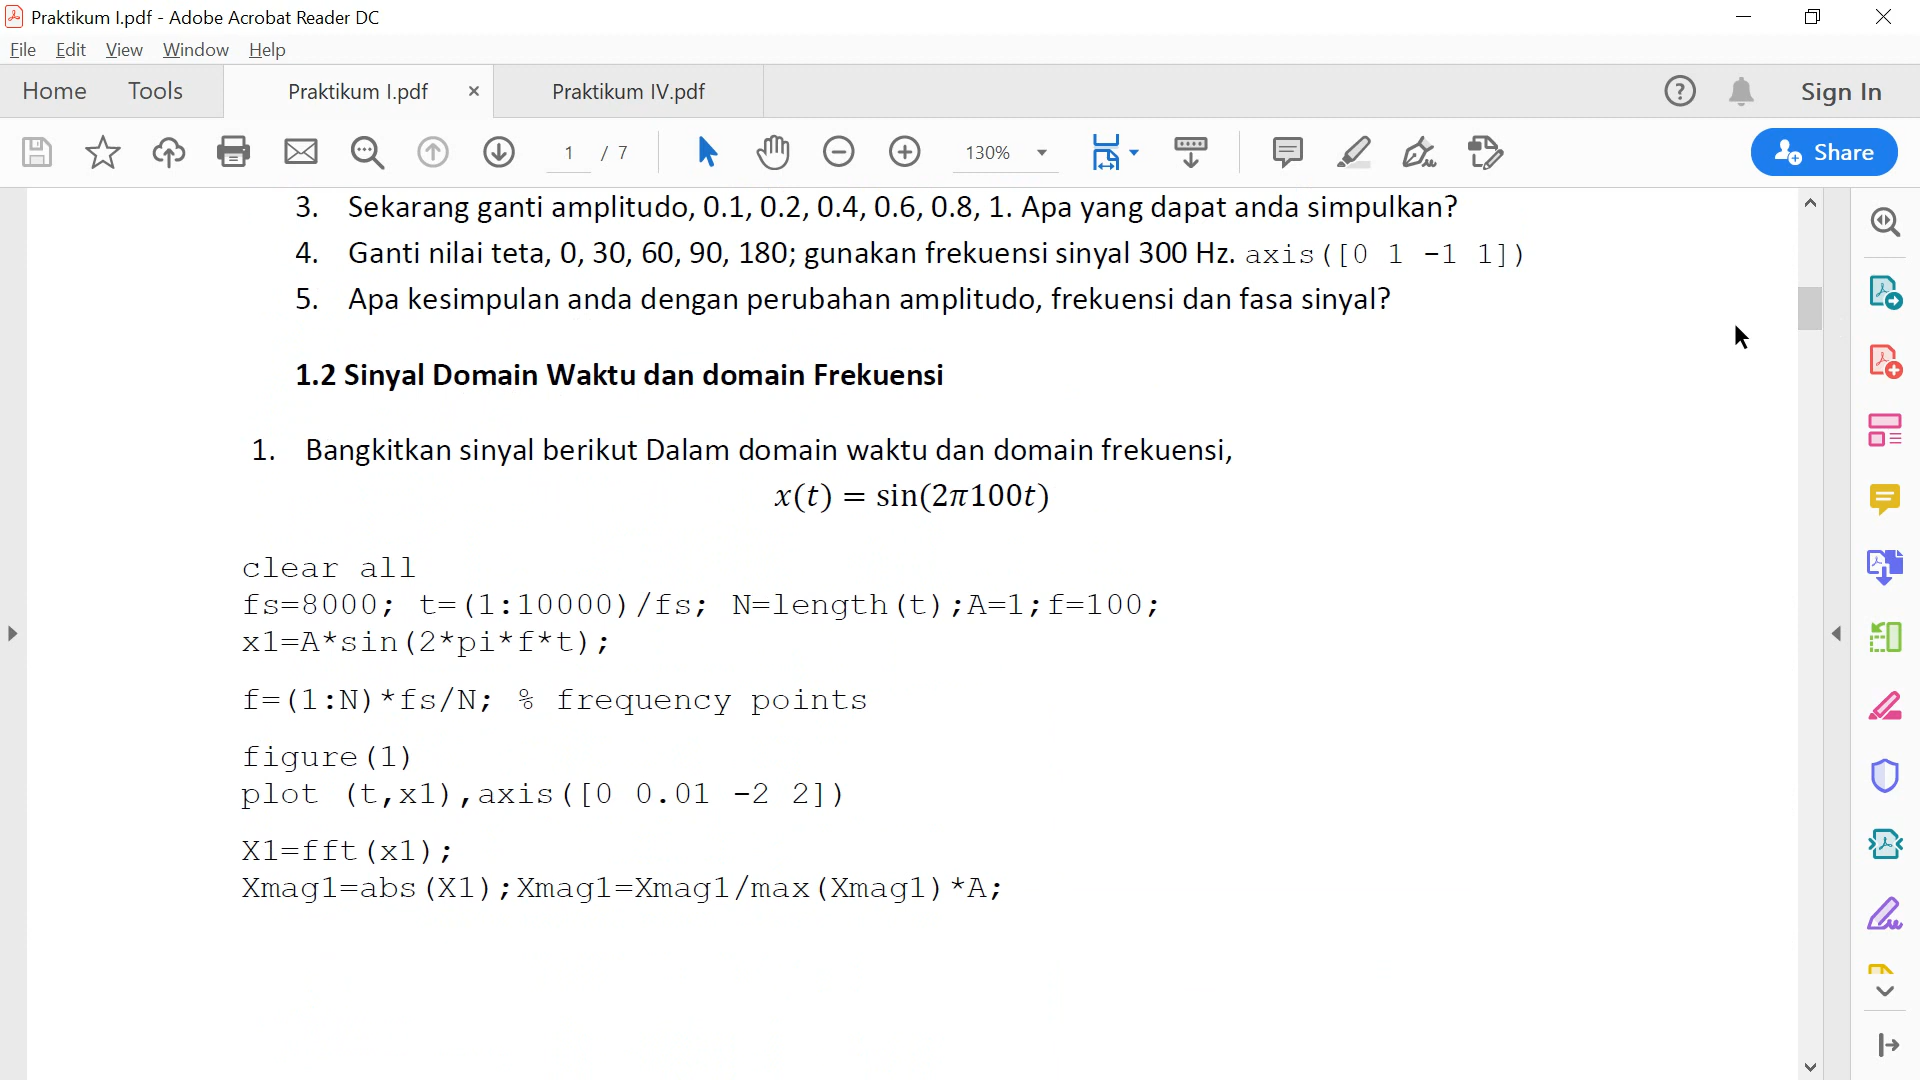 Praktikum I.pdf - Adobe Acrobat Reader DC
File Edit View Window Help
Home Tools Praktikum I.pdf × Praktikum IV.pdf Sign In
1 / 7 130% Share
3. Sekarang ganti amplitudo, 0.1, 0.2, 0.4, 0.6, 0.8, 1. Apa yang dapat anda simpulkan?
4. Ganti nilai teta, 0, 30, 60, 90, 180; gunakan frekuensi sinyal 300 Hz. axis([0 1 -1 1])
5. Apa kesimpulan anda dengan perubahan amplitudo, frekuensi dan fasa sinyal?
1.2 Sinyal Domain Waktu dan domain Frekuensi
1. Bangkitkan sinyal berikut Dalam domain waktu dan domain frekuensi,
x(t) = sin(2π100t)
clear all
fs=8000; t=(1:10000)/fs; N=length(t);A=1;f=100;
x1=A*sin(2*pi*f*t);
f=(1:N)*fs/N; % frequency points
figure(1)
plot (t,x1),axis([0 0.01 -2 2])
X1=fft(x1);
Xmag1=abs(X1);Xmag1=Xmag1/max(Xmag1)*A;